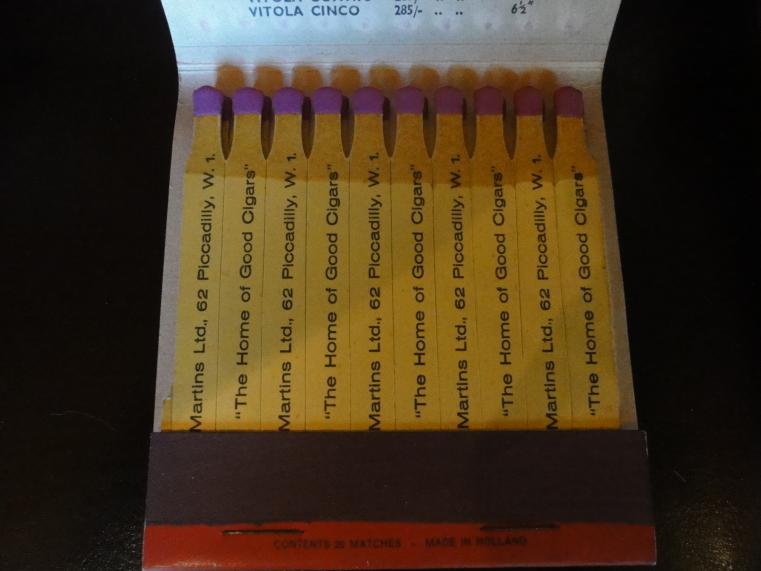 VITOLA CINCO 285/- „ „ 6½"
Martins Ltd., 62 Piccadilly, W. 1.
"The Home of Good Cigars"
Martins Ltd., 62 Piccadilly, W. 1.
"The Home of Good Cigars"
Martins Ltd., 62 Piccadilly, W. 1.
"The Home of Good Cigars"
Martins Ltd., 62 Piccadilly, W. 1.
"The Home of Good Cigars"
Martins Ltd., 62 Piccadilly, W. 1.
"The Home of Good Cigars"
CONTENTS 20 MATCHES - MADE IN HOLLAND